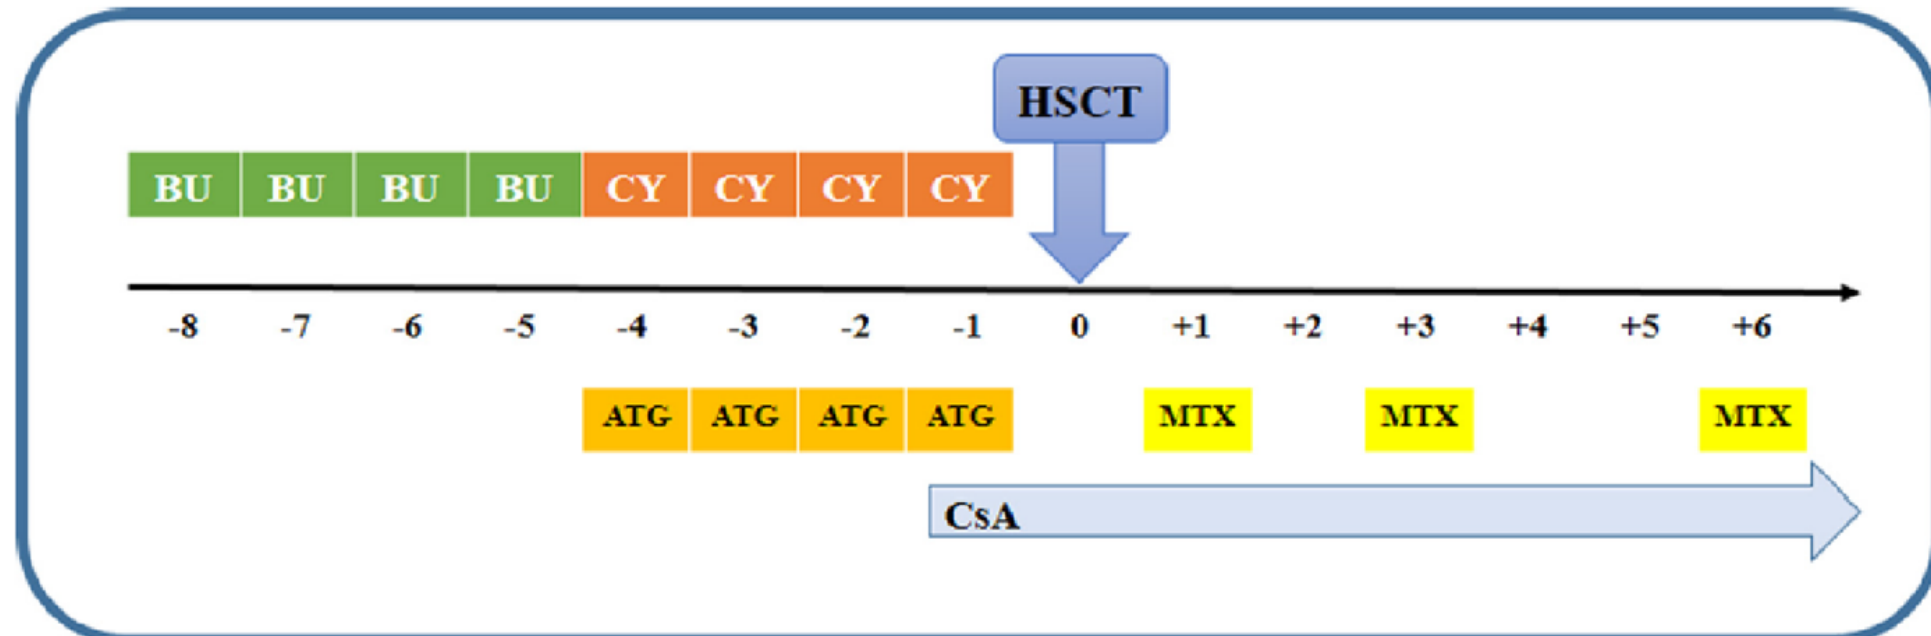 HSCT
BU BU BU BU CY CY CY CY
-8 -7 -6 -5 -4 -3 -2 -1 0 +1 +2 +3 +4 +5 +6
ATG ATG ATG ATG MTX MTX MTX
CsA